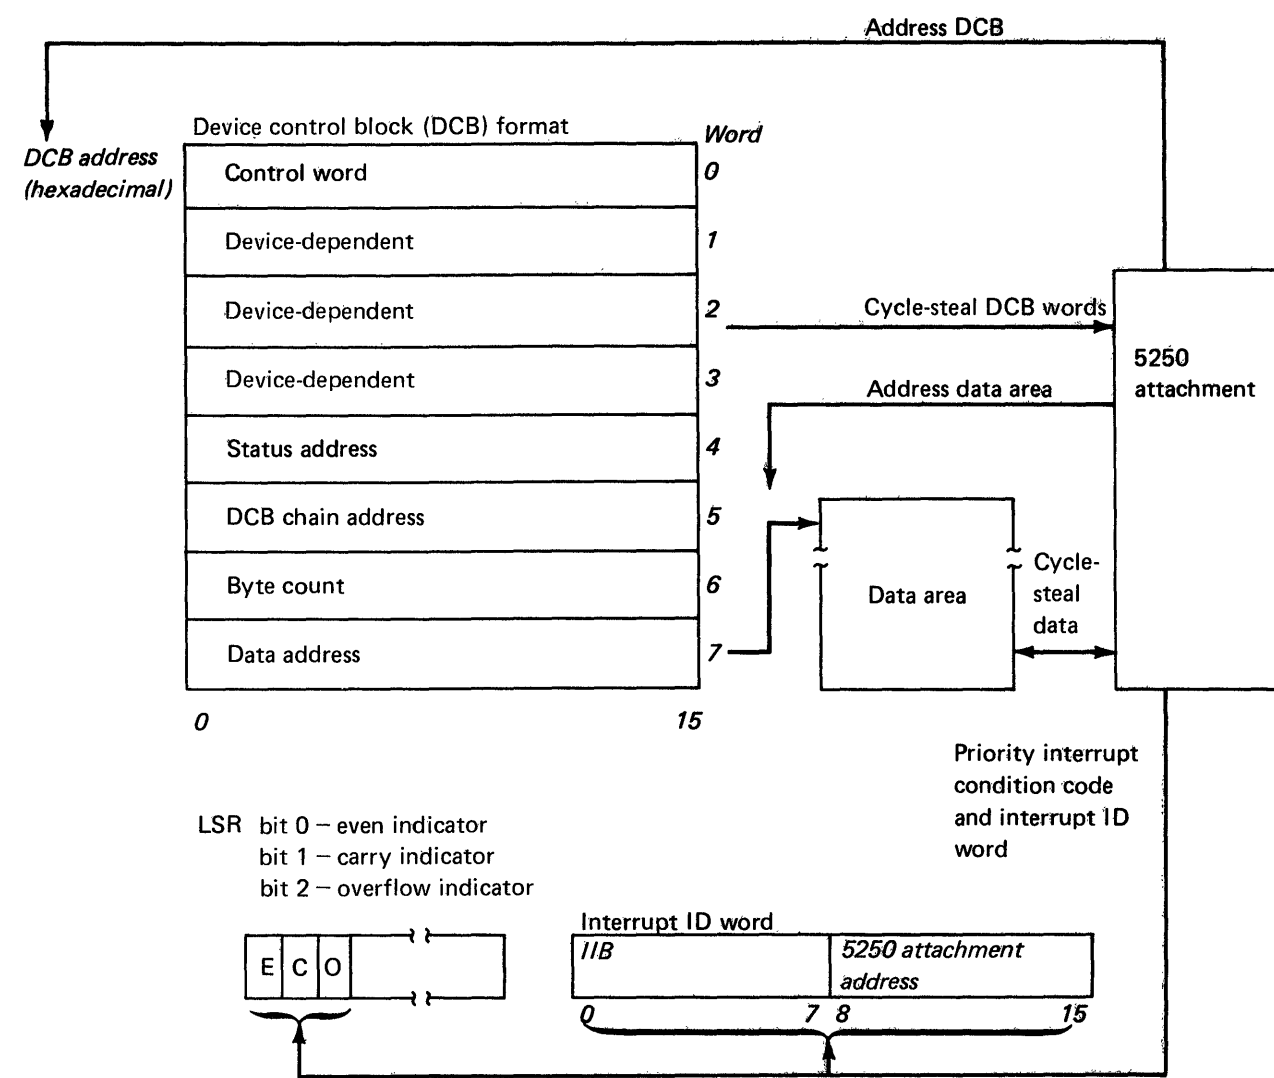 Address DCB
Device control block (DCB) format
Word
DCB address
(hexadecimal)
Control word
0
Device-dependent
1
Device-dependent
2
Cycle-steal DCB words
5250
attachment
Device-dependent
3
Address data area
Status address
4
DCB chain address
5
Byte count
6
Data area
Cycle-
steal
data
Data address
7
0
15
Priority interrupt
condition code
and interrupt ID
word
LSR bit 0 – even indicator
bit 1 – carry indicator
bit 2 – overflow indicator
Interrupt ID word
E C O
IIB
5250 attachment
address
0
7
8
15